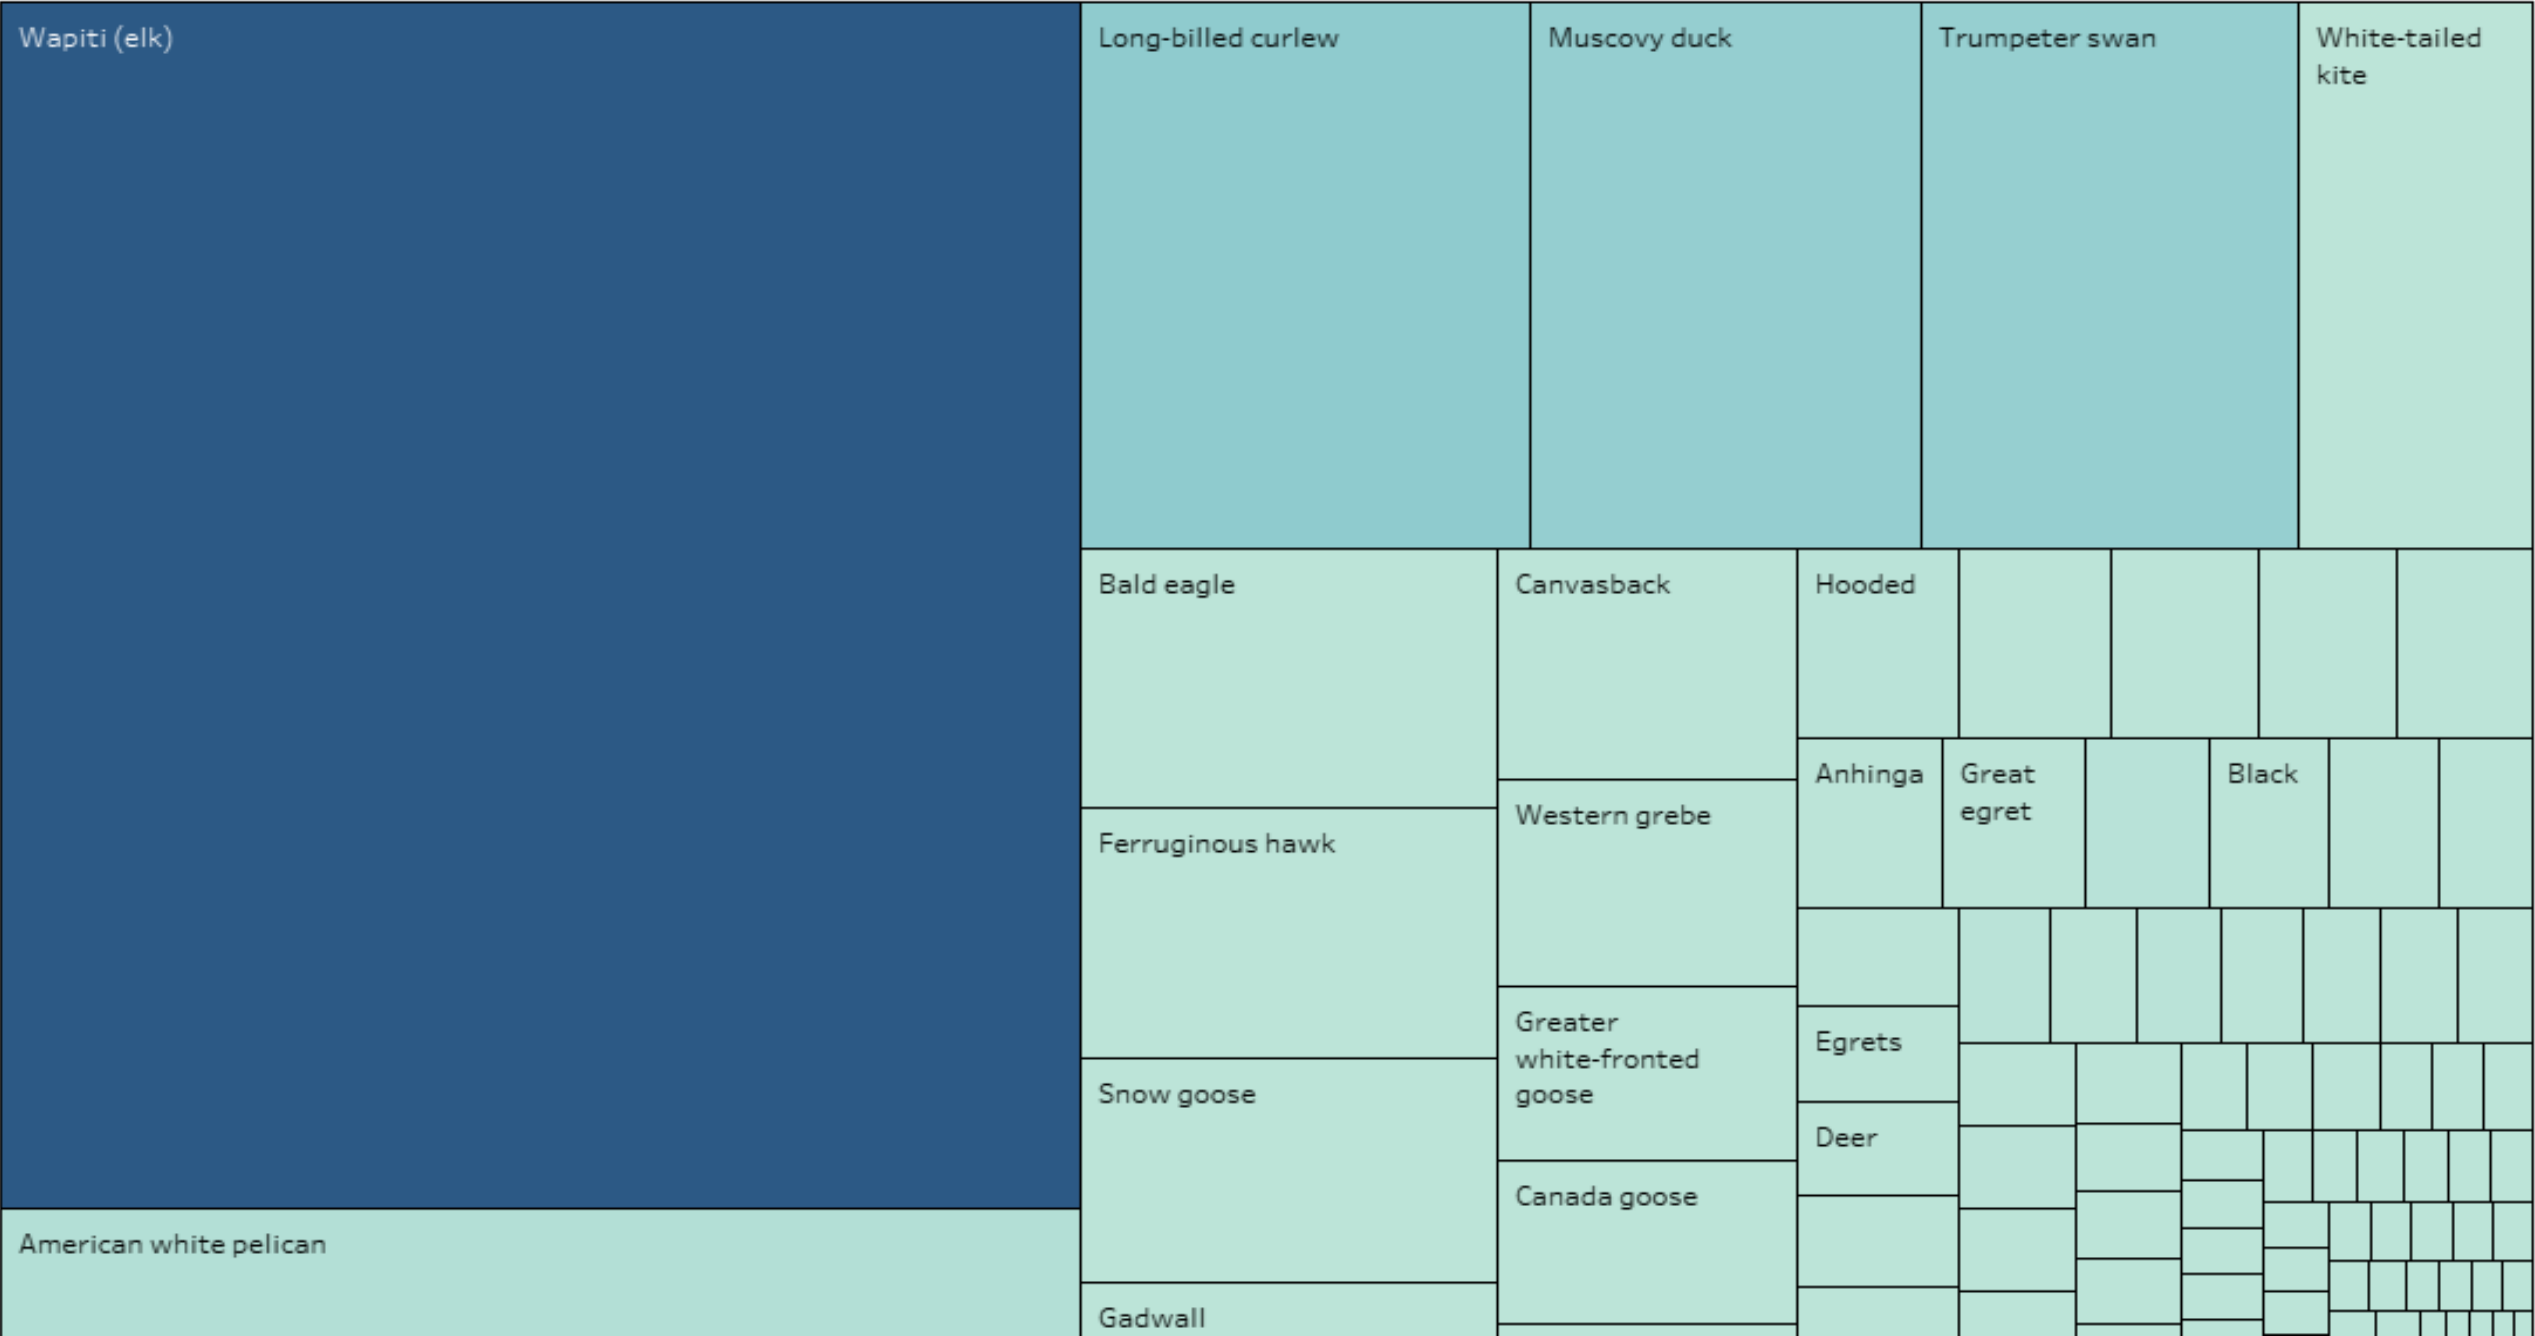 Wapiti (elk)
Long-billed curlew
Muscovy duck
Trumpeter swan
White-tailed
kite
Bald eagle
Canvasback
Hooded
Anhinga
Great
egret
Black
Western grebe
Ferruginous hawk
Greater
white-fronted
goose
Egrets
Snow goose
Deer
Canada goose
American white pelican
Gadwall